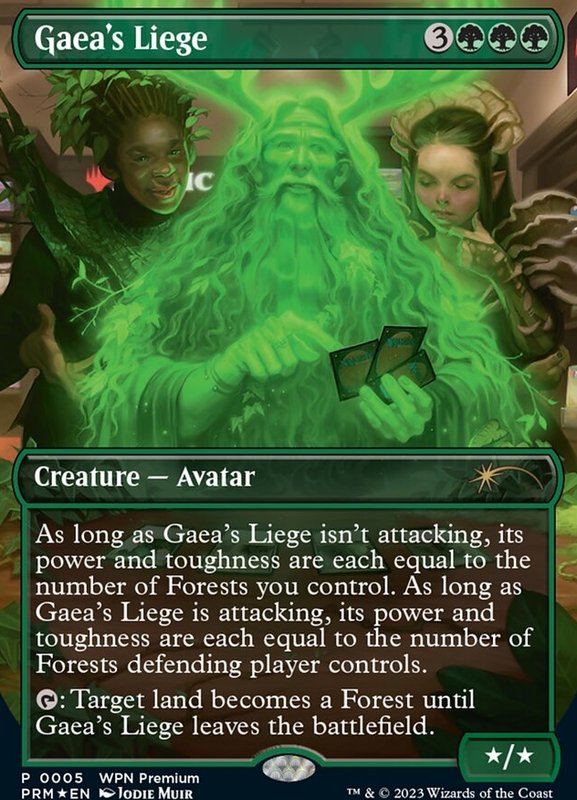 Gaea's Liege 3
IC
Creature — Avatar
As long as Gaea's Liege isn't attacking, its
power and toughness are each equal to the
number of Forests you control. As long as
Gaea's Liege is attacking, its power and
toughness are each equal to the number of
Forests defending player controls.
: Target land becomes a Forest until
Gaea's Liege leaves the battlefield.
★/★
P 0005 WPN Premium
PRM★EN Jodie Muir
™ & © 2023 Wizards of the Coast